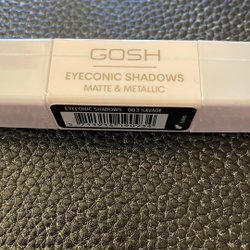 GOSH
EYECONIC SHADOWS
MATTE & METALLIC
EYECONIC SHADOWS 003 SAVAGE